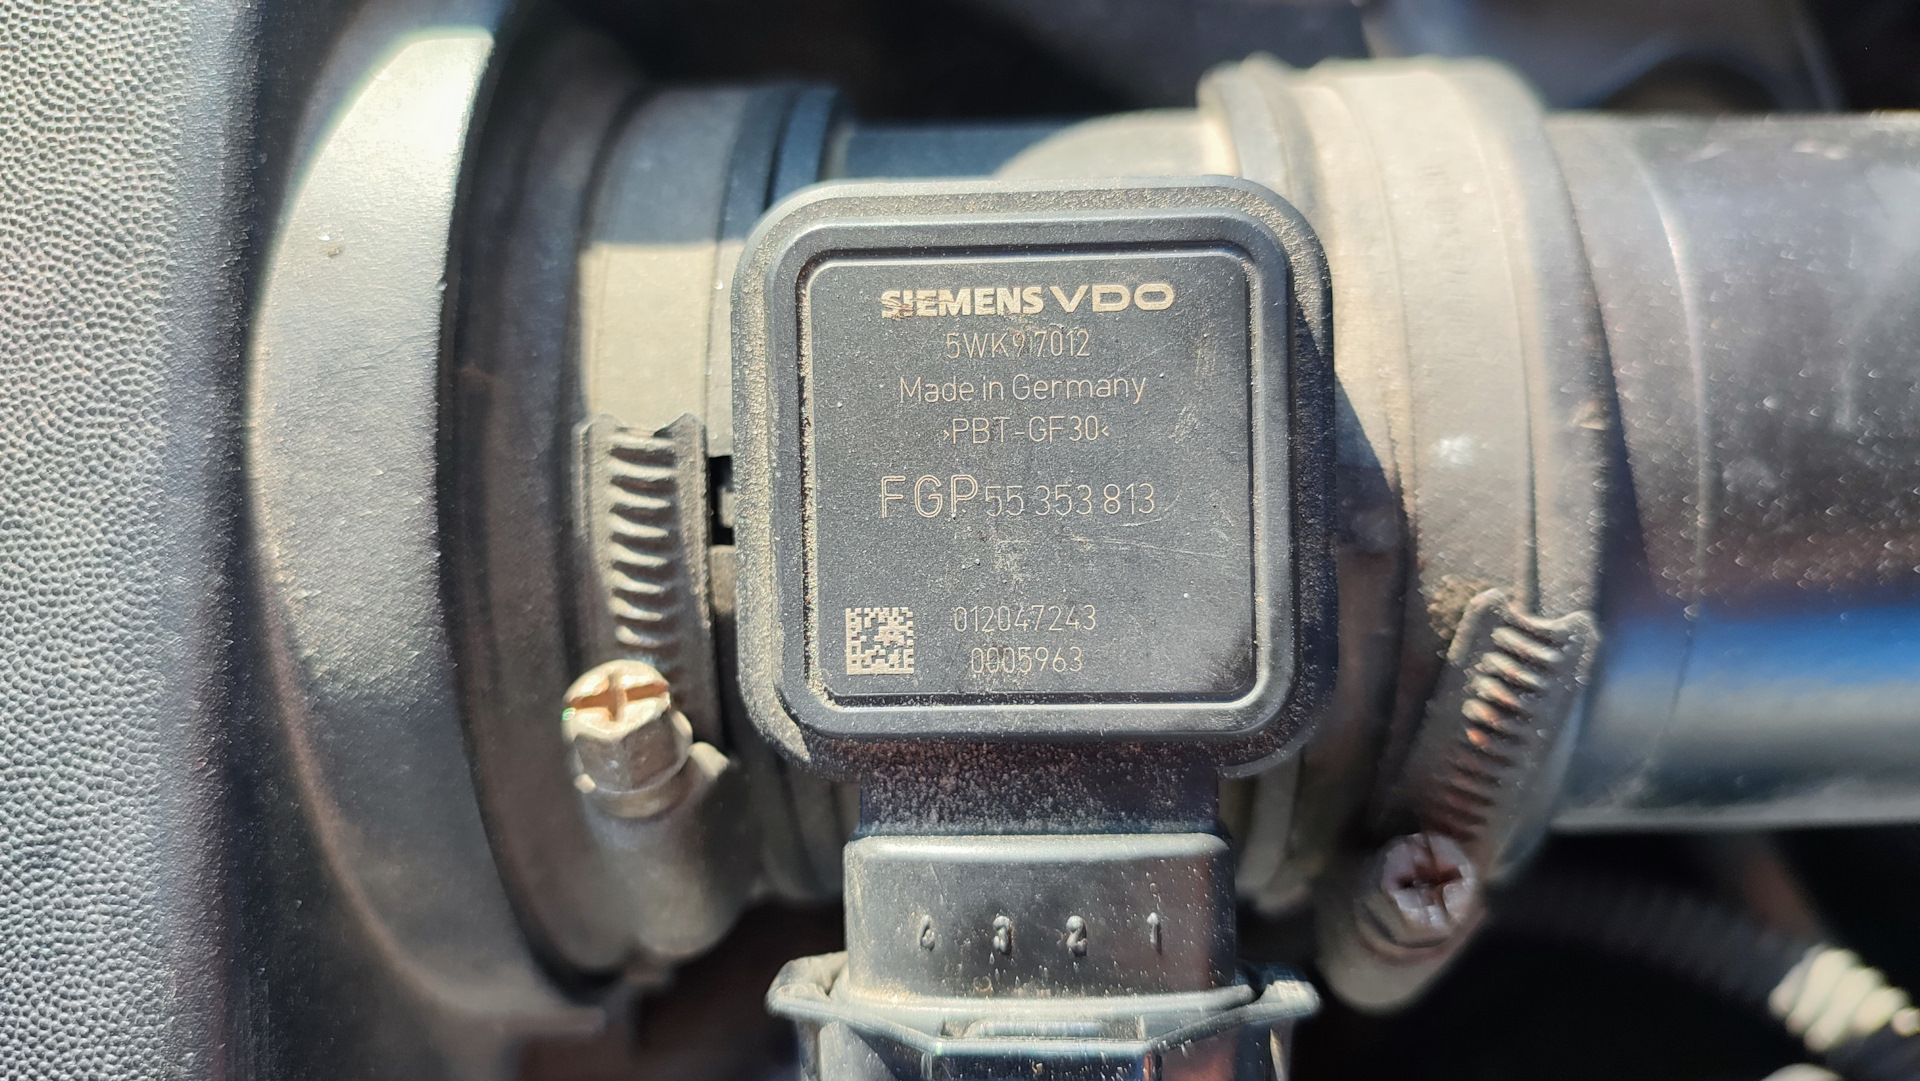 SIEMENS VDO
5WK97012
Made in Germany
>PBT-GF30<
FGP 55 353 813
012047243
0005963
4 3 2 1